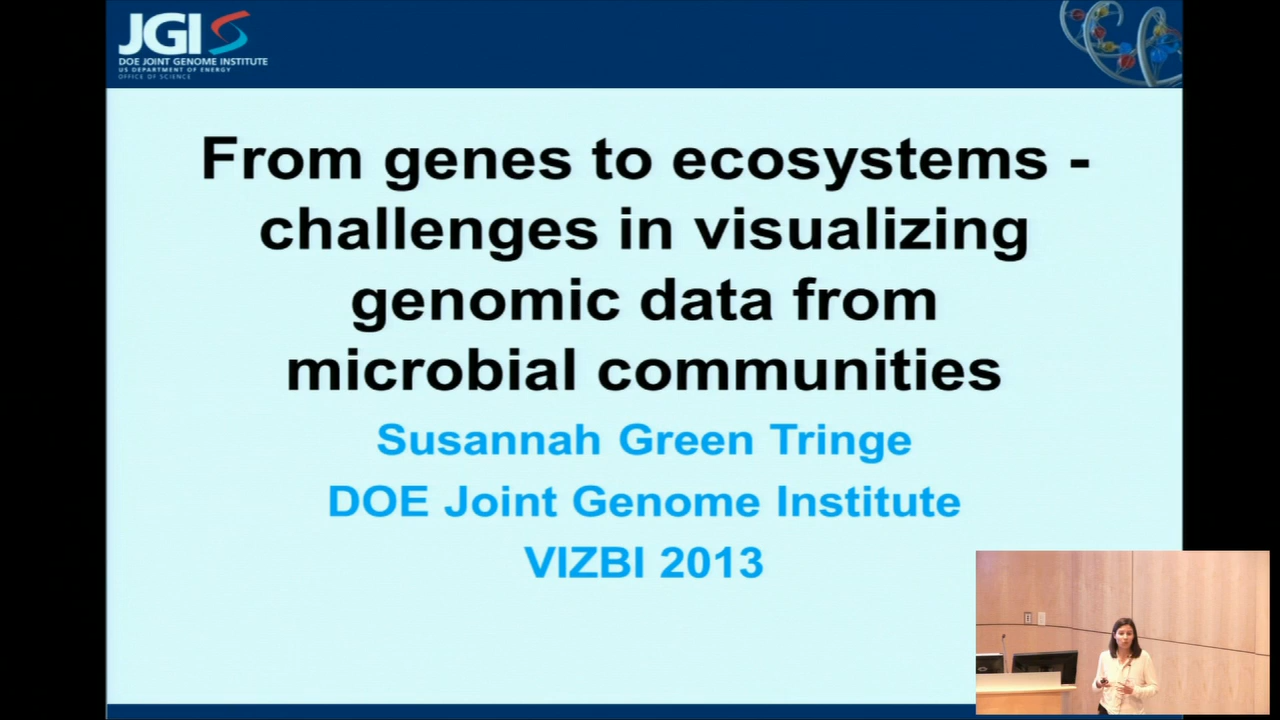 JGI
DOE JOINT GENOME INSTITUTE
US DEPARTMENT OF ENERGY
OFFICE OF SCIENCE
From genes to ecosystems -
challenges in visualizing
genomic data from
microbial communities
Susannah Green Tringe
DOE Joint Genome Institute
VIZBI 2013